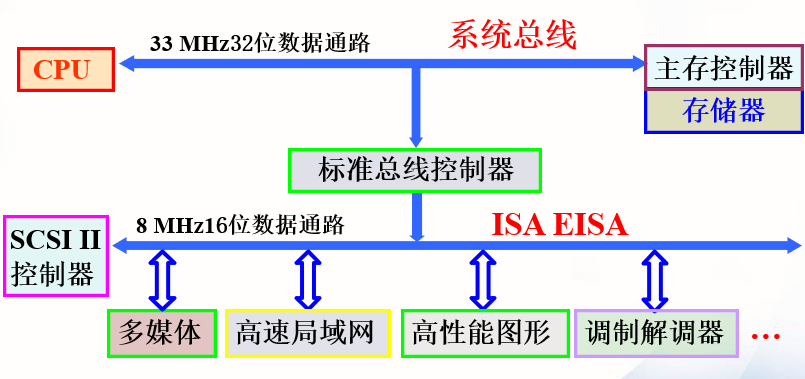 33 MHz32位数据通路
系统总线
CPU
主存控制器
存储器
标准总线控制器
8 MHz16位数据通路
ISA EISA
SCSI II
控制器
多媒体
高速局域网
高性能图形
调制解调器
…